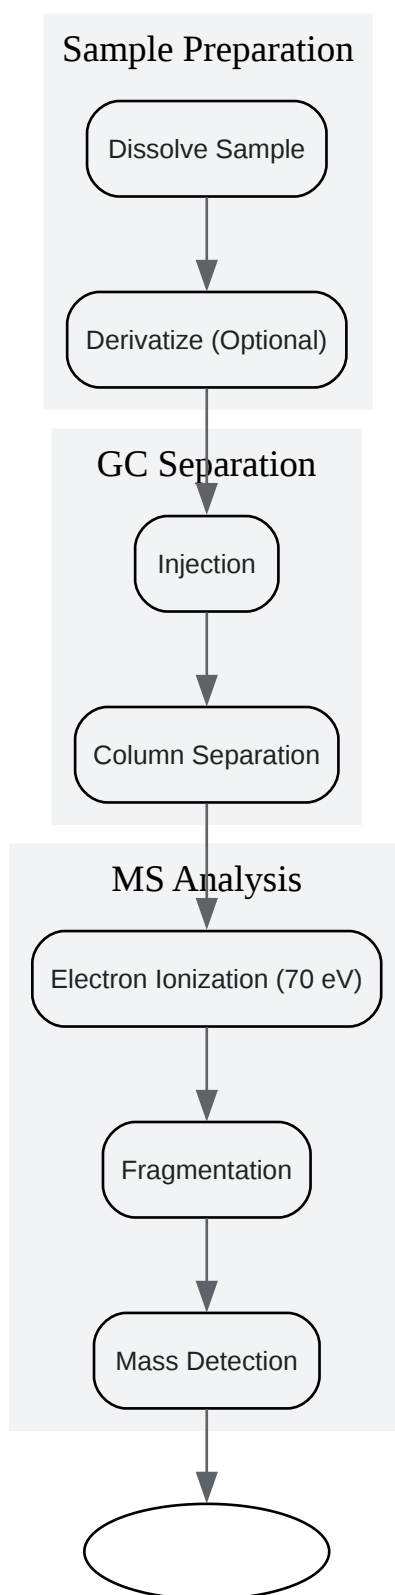 Sample Preparation
Dissolve Sample
Derivatize (Optional)
GC Separation
Injection
Column Separation
MS Analysis
Electron Ionization (70 eV)
Fragmentation
Mass Detection